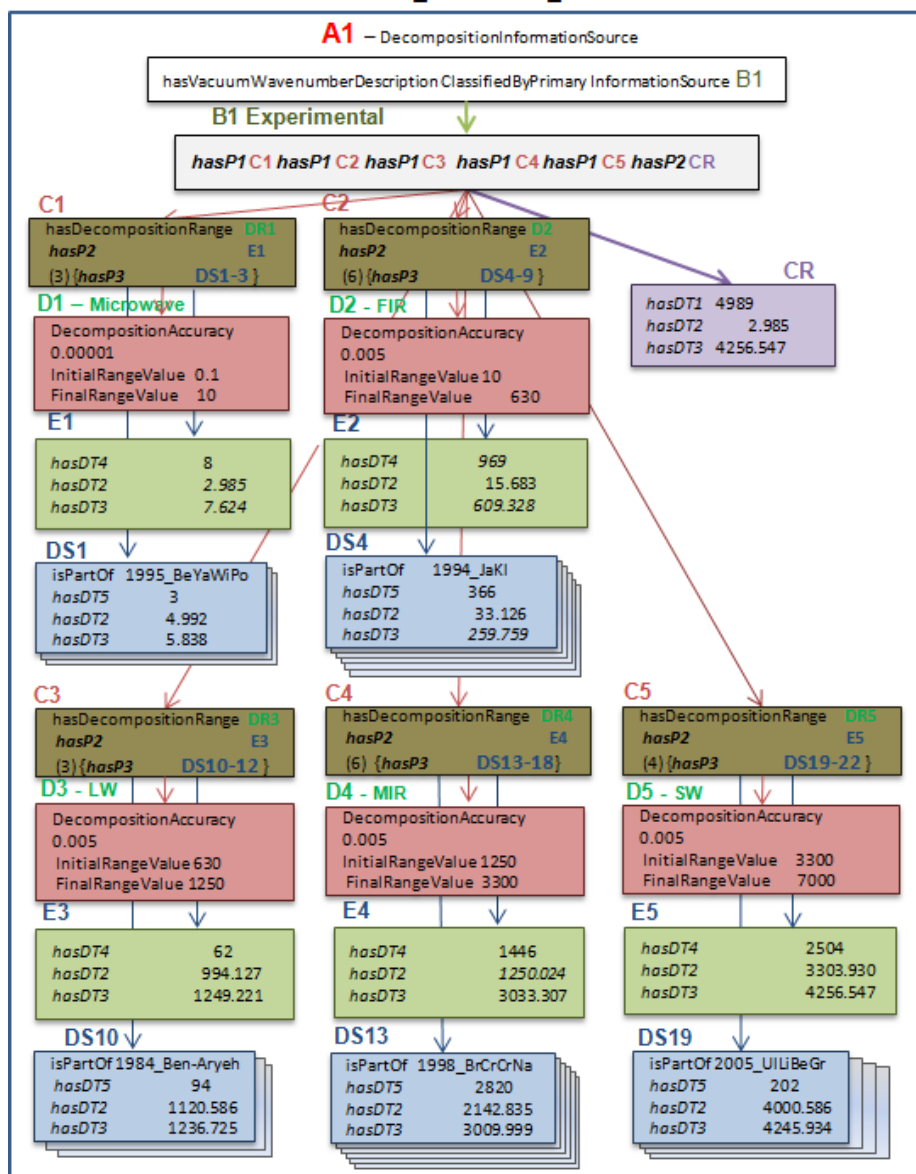 A1 – DecompositionInformationSource
hasVacuumWavenumberDescription ClassifiedByPrimary InformationSource B1
B1 Experimental
hasP1 C1 hasP1 C2 hasP1 C3 hasP1 C4 hasP1 C5 hasP2 CR
C1
hasDecompositionRange DR1
hasP2 E1
(3) {hasP3 DS1-3 }
D1 – Microwave
DecompositionAccuracy
0.00001
InitialRangeValue 0.1
FinalRangeValue 10
E1
hasDT4 8
hasDT2 2.985
hasDT3 7.624
DS1
isPartOf 1995_BeYaWiPo
hasDT5 3
hasDT2 4.992
hasDT3 5.838
C2
hasDecompositionRange D2
hasP2 E2
(6) {hasP3 DS4-9 }
D2 - FIR
DecompositionAccuracy
0.005
InitialRangeValue 10
FinalRangeValue 630
E2
hasDT4 969
hasDT2 15.683
hasDT3 609.328
DS4
isPartOf 1994_JaKl
hasDT5 366
hasDT2 33.126
hasDT3 259.759
CR
hasDT1 4989
hasDT2 2.985
hasDT3 4256.547
C3
hasDecompositionRange DR3
hasP2 E3
(3) {hasP3 DS10-12 }
D3 - LW
DecompositionAccuracy
0.005
InitialRangeValue 630
FinalRangeValue 1250
E3
hasDT4 62
hasDT2 994.127
hasDT3 1249.221
DS10
isPartOf 1984_Ben-Aryeh
hasDT5 94
hasDT2 1120.586
hasDT3 1236.725
C4
hasDecompositionRange DR4
hasP2 E4
(6) {hasP3 DS13-18}
D4 - MIR
DecompositionAccuracy
0.005
InitialRangeValue 1250
FinalRangeValue 3300
E4
hasDT4 1446
hasDT2 1250.024
hasDT3 3033.307
DS13
isPartOf 1998_BrCrCrNa
hasDT5 2820
hasDT2 2142.835
hasDT3 3009.999
C5
hasDecompositionRange DR5
hasP2 E5
(4) {hasP3 DS19-22 }
D5 - SW
DecompositionAccuracy
0.005
InitialRangeValue 3300
FinalRangeValue 7000
E5
hasDT4 2504
hasDT2 3303.930
hasDT3 4256.547
DS19
isPartOf 2005_UlLiBeGr
hasDT5 202
hasDT2 4000.586
hasDT3 4245.934